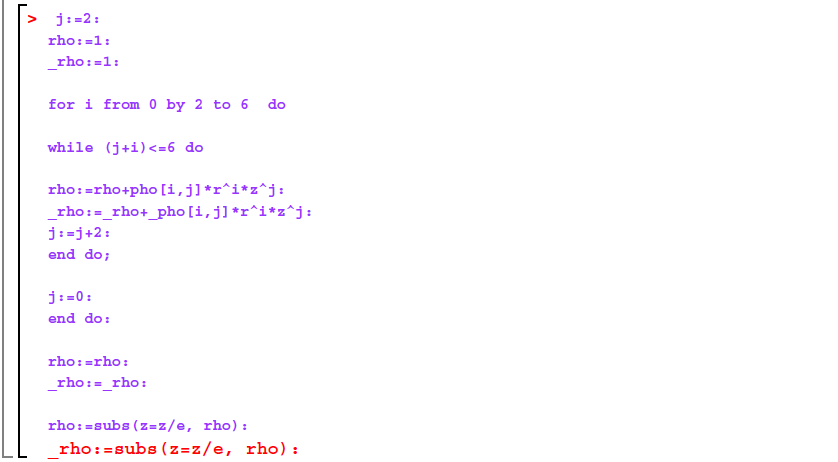 > j:=2:
rho:=1:
_rho:=1:
for i from 0 by 2 to 6 do
while (j+i)<=6 do
rho:=rho+pho[i,j]*r^i*z^j:
_rho:=_rho+_pho[i,j]*r^i*z^j:
j:=j+2:
end do;
j:=0:
end do:
rho:=rho:
_rho:=_rho:
rho:=subs(z=z/e, rho):
_rho:=subs(z=z/e, rho):